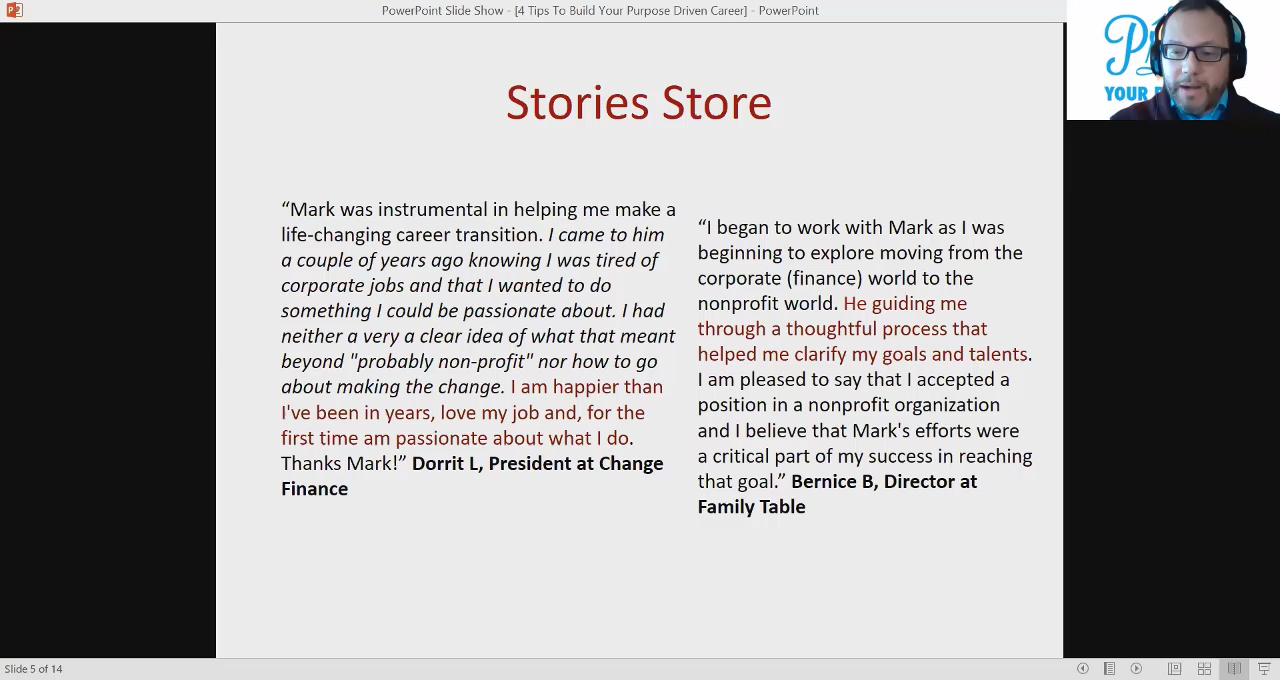 PowerPoint Slide Show - [4 Tips To Build Your Purpose Driven Career] - PowerPoint
YOUR
Stories Store
“Mark was instrumental in helping me make a
life-changing career transition. I came to him
a couple of years ago knowing I was tired of
corporate jobs and that I wanted to do
something I could be passionate about. I had
neither a very a clear idea of what that meant
beyond "probably non-profit" nor how to go
about making the change. I am happier than
I've been in years, love my job and, for the
first time am passionate about what I do.
Thanks Mark!” Dorrit L, President at Change
Finance
“I began to work with Mark as I was
beginning to explore moving from the
corporate (finance) world to the
nonprofit world. He guiding me
through a thoughtful process that
helped me clarify my goals and talents.
I am pleased to say that I accepted a
position in a nonprofit organization
and I believe that Mark's efforts were
a critical part of my success in reaching
that goal.” Bernice B, Director at
Family Table
Slide 5 of 14